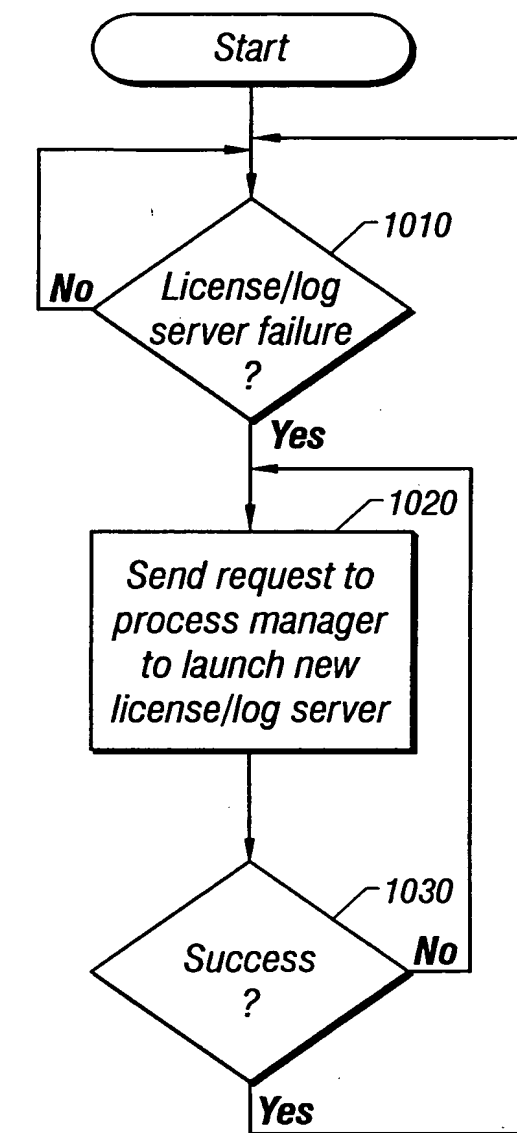 Start
1010
No
License/log
server failure
?
Yes
1020
Send request to
process manager
to launch new
license/log server
1030
Success
?
No
Yes